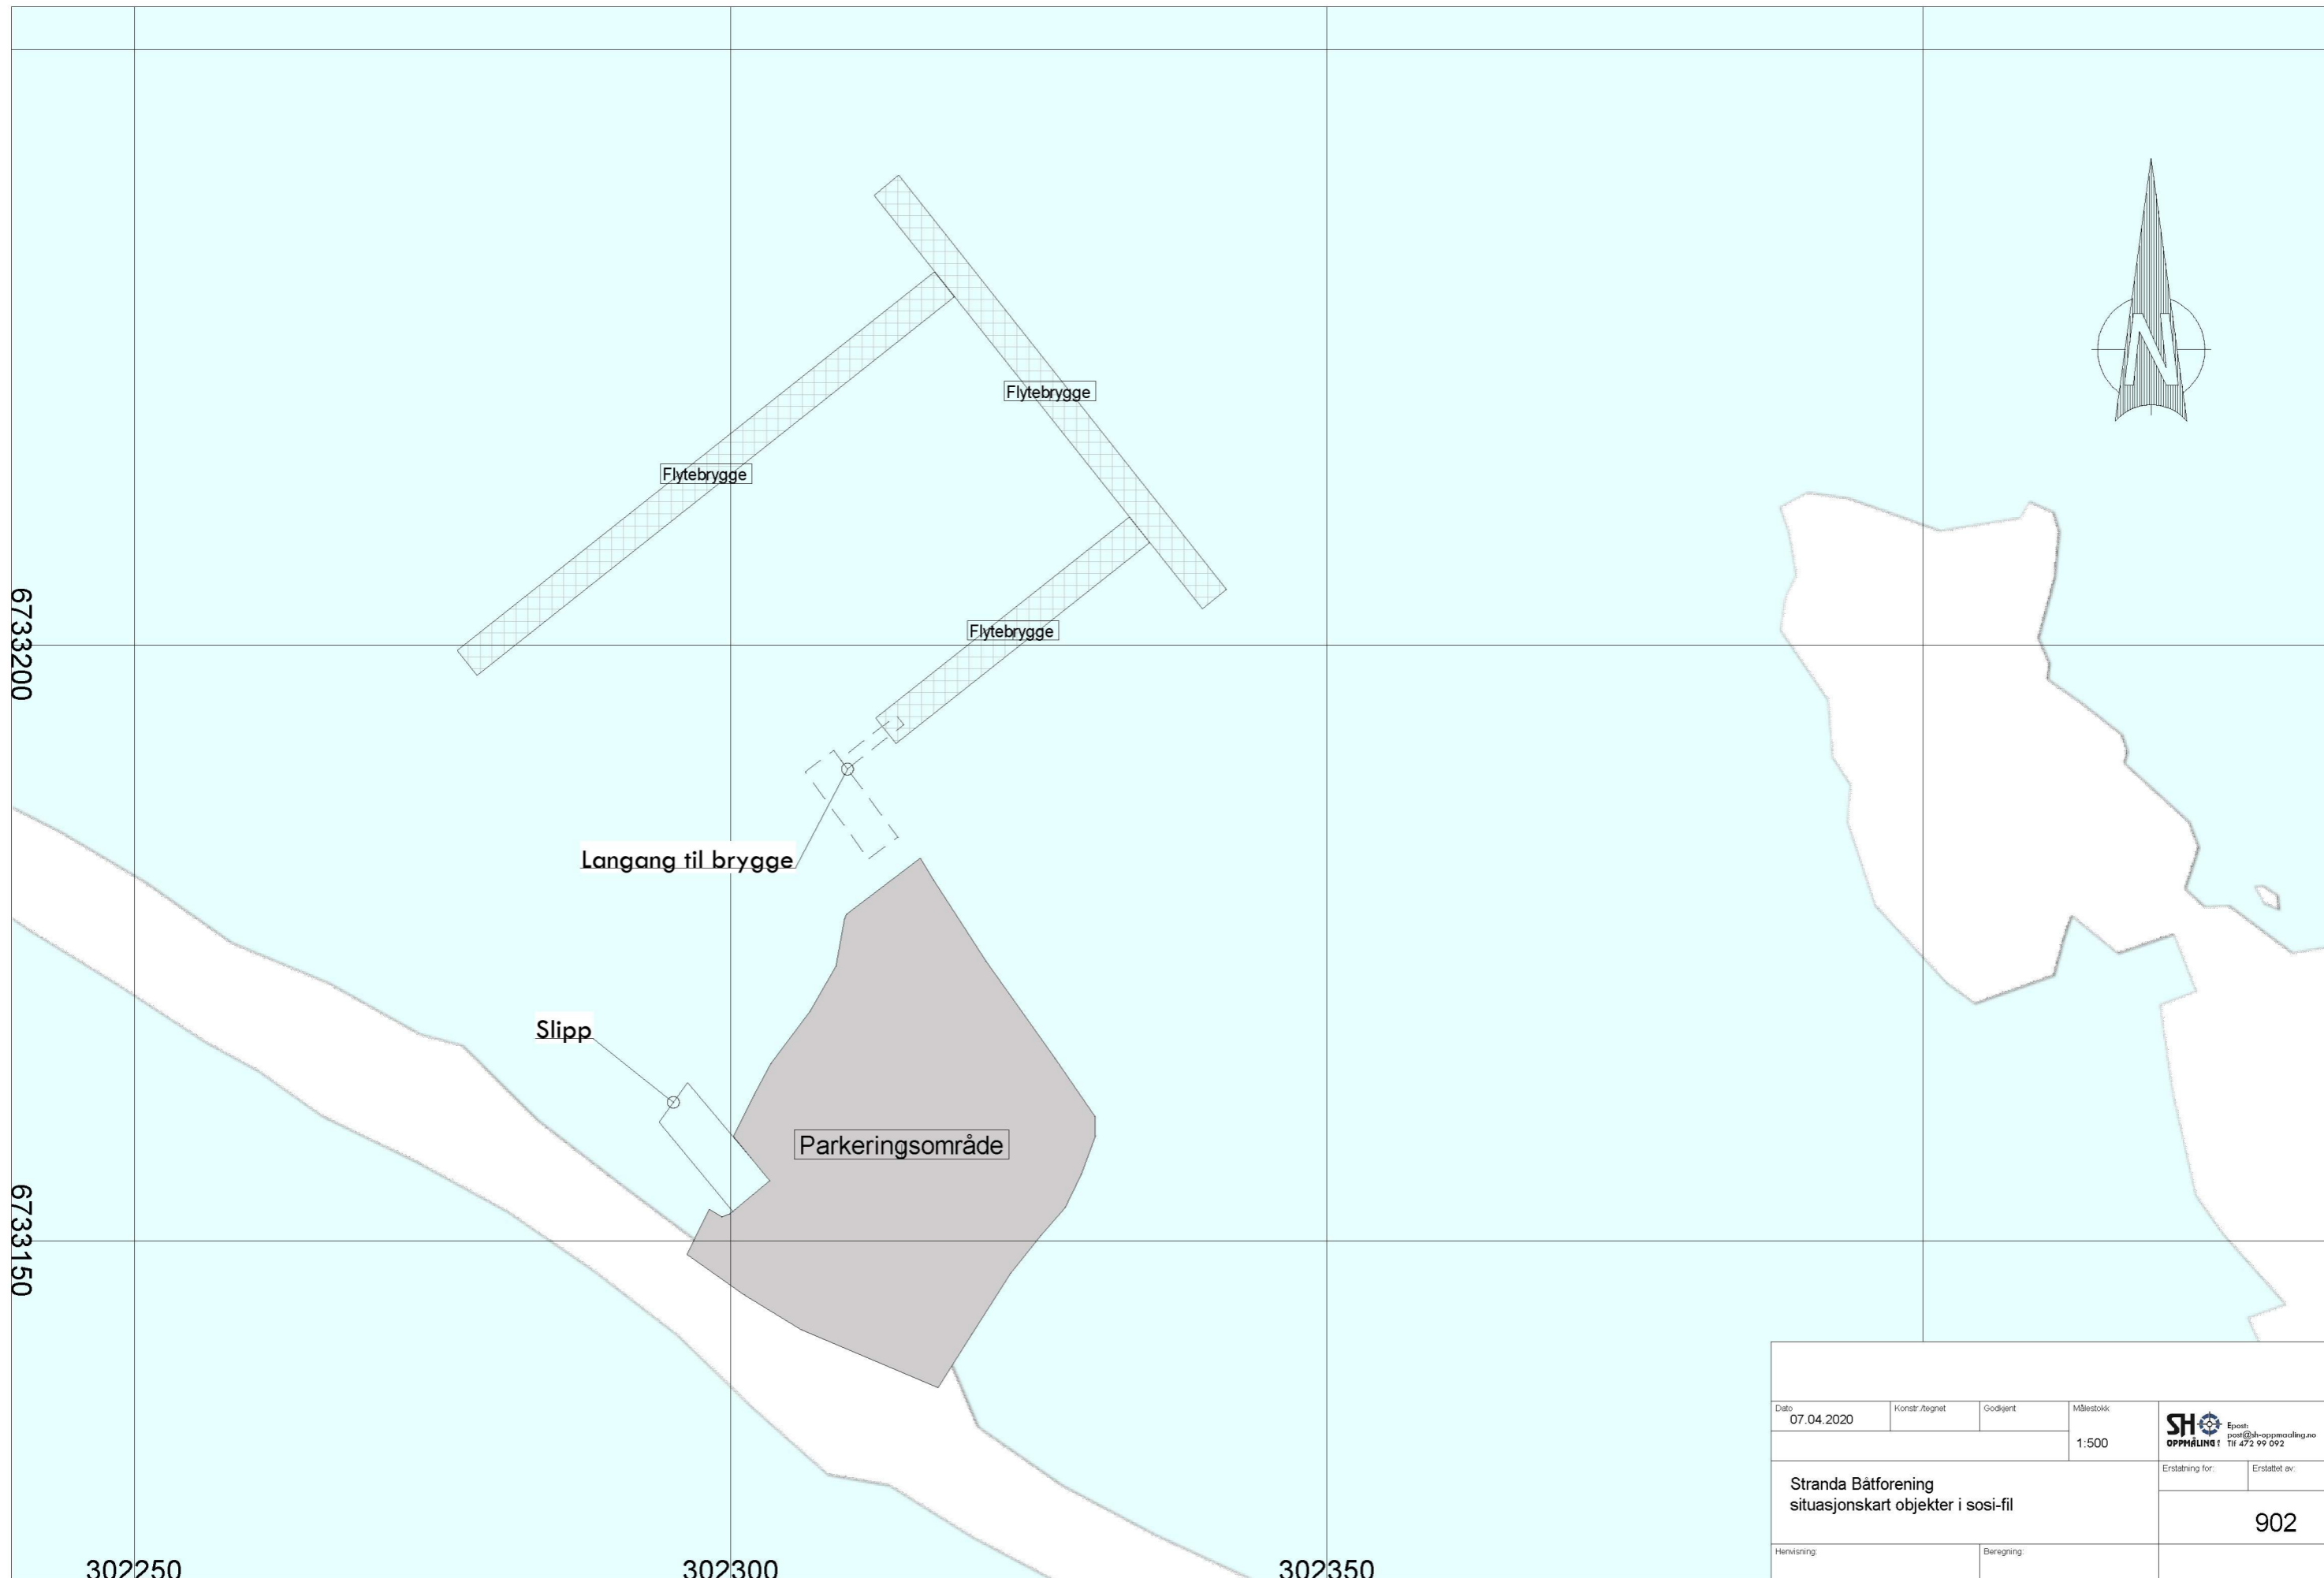 Flytebrygge
N
Flytebrygge
Flytebrygge
6733200
Langang til brygge
Slipp
Parkeringsområde
6733150
302250
302300
302350
Dato
07.04.2020
Konstr./tegnet
Godkjent
Målestokk
1:500
SH
OPPMÅLING
Epost:
post@sh-oppmaaling.no
Tlf 472 99 092
Stranda Båtforening
situasjonskart objekter i sosi-fil
Erstatning for:
Erstattet av:
902
Henvisning:
Beregning: